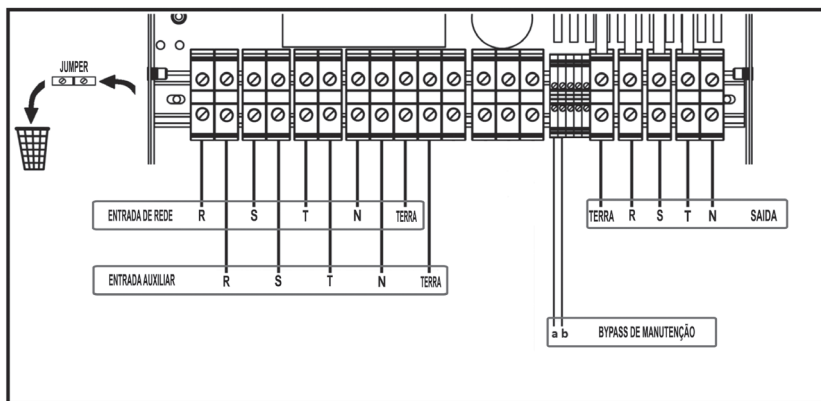 JUMPER
ENTRADA DE REDE R S T N TERRA
TERRA R S T N SAIDA
ENTRADA AUXILIAR R S T N TERRA
a b BYPASS DE MANUTENÇÃO